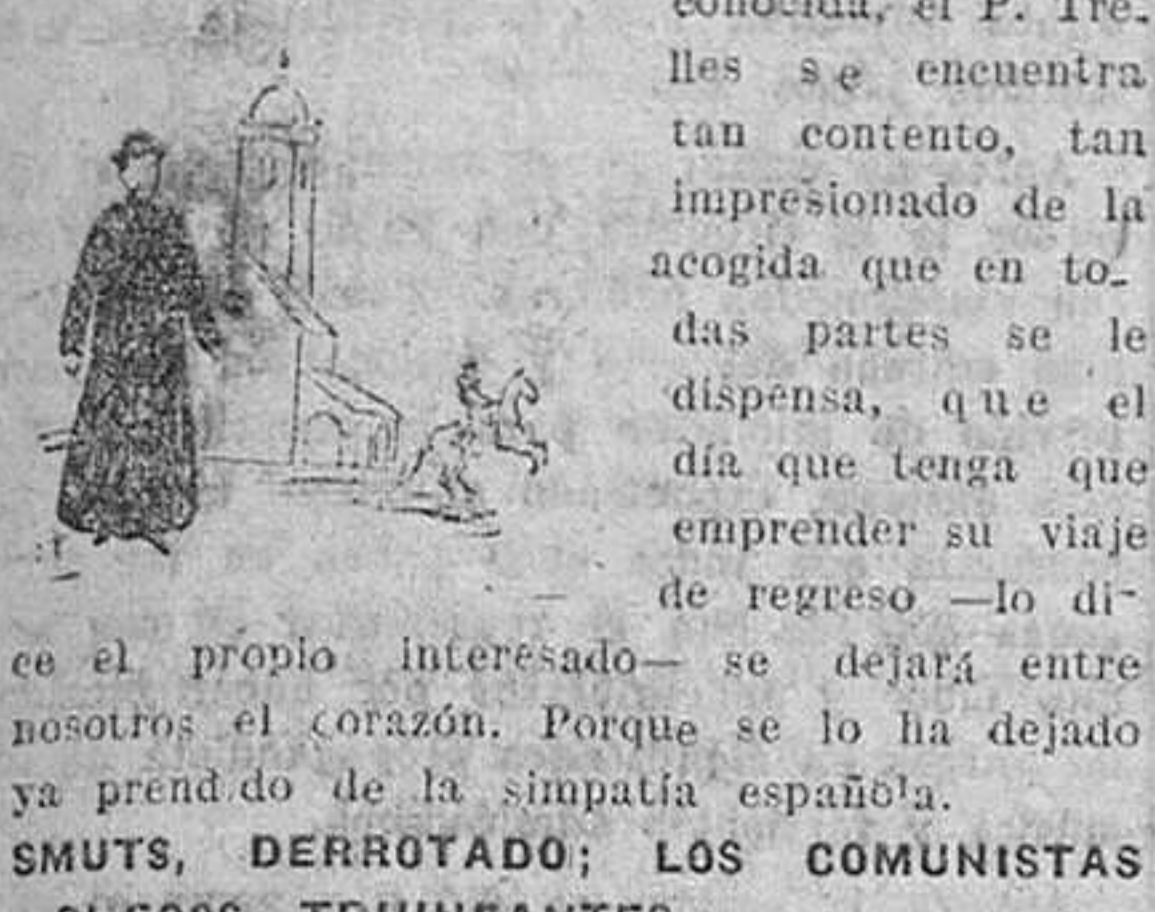 conocida, el P. Tre-
lles se encuentra
tan contento, tan
impresionado de la
acogida que en to-
das partes se le
dispensa, que el
día que tenga que
emprender su viaje
de regreso —lo di-
ce el propio interesado— se dejará entre
nosotros el corazón. Porque se lo ha dejado
ya prend.do de la simpatía española.
SMUTS, DERROTADO; LOS COMUNISTAS
TRIUNFANTES